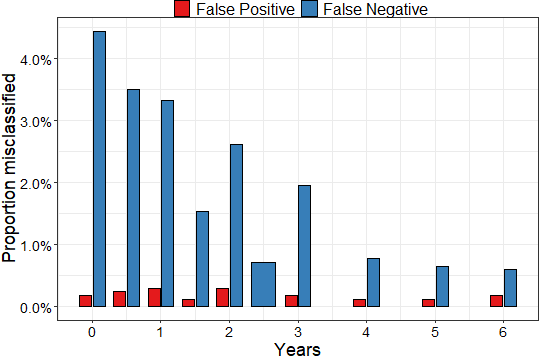 False Positive False Negative
Proportion misclassified
4.0%
3.0%
2.0%
1.0%
0.0%
0 1 2 3 4 5 6
Years